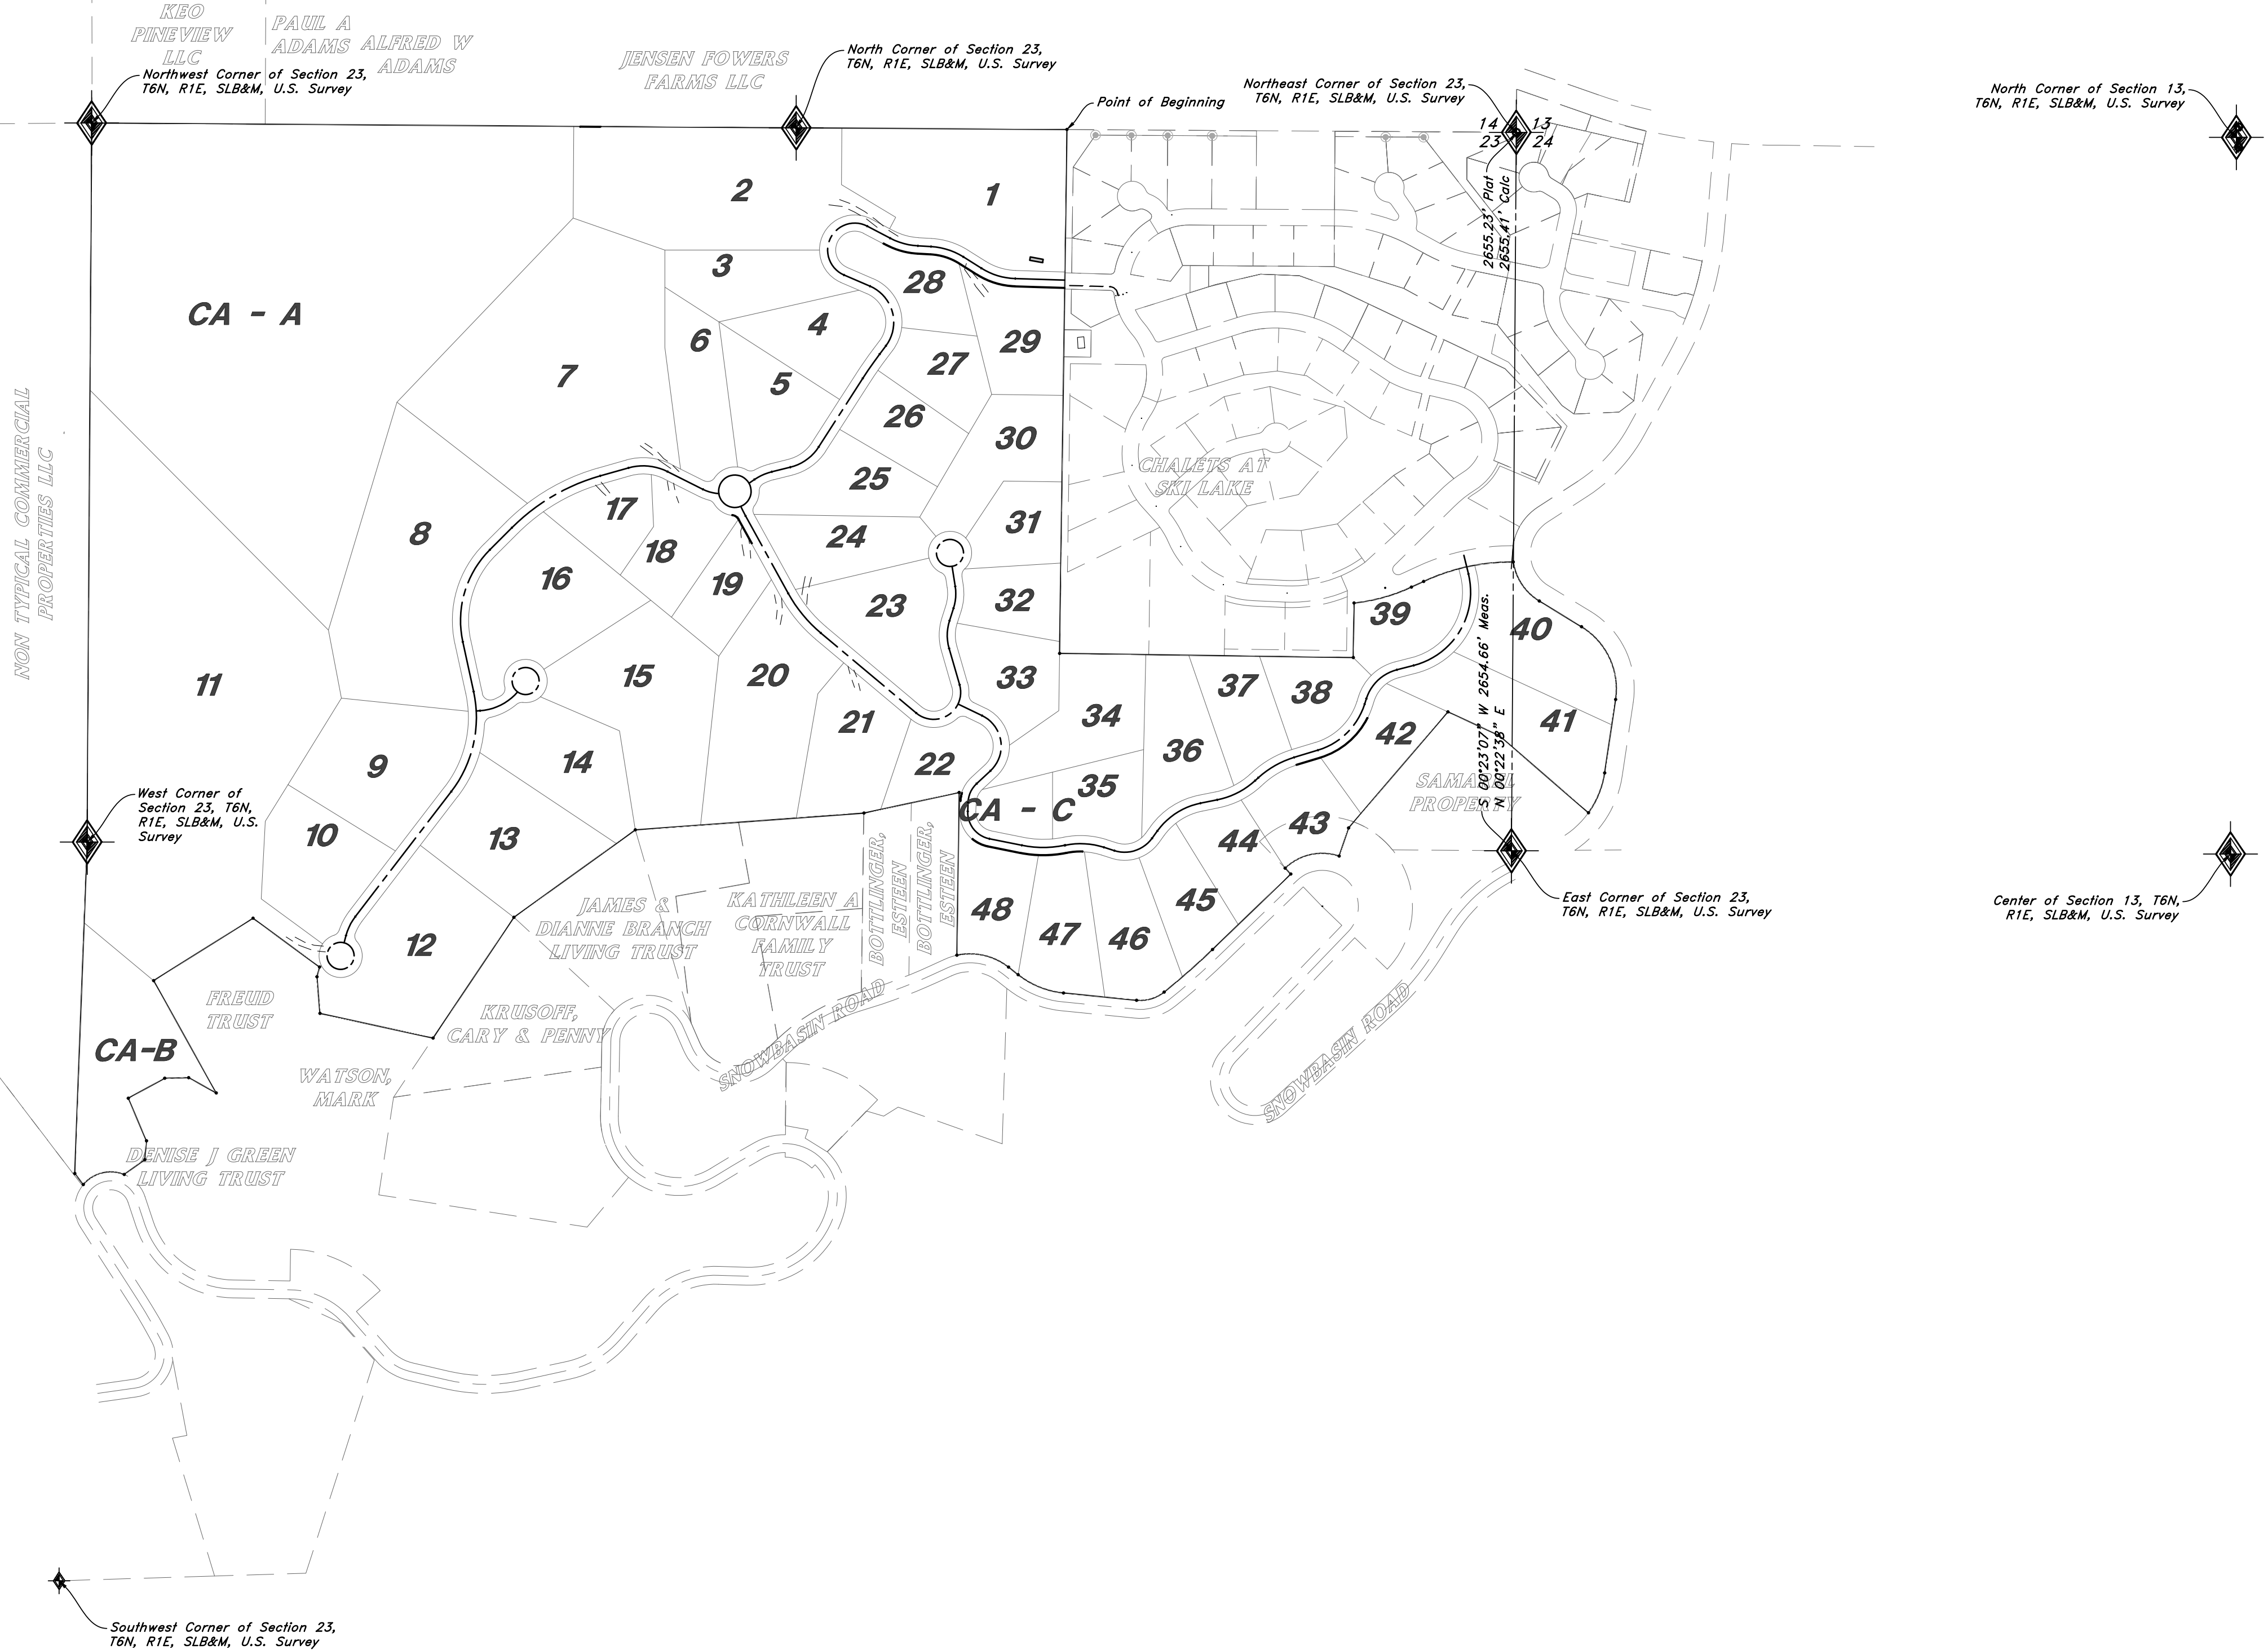 KEO
PINEVIEW
LLC
PAUL A
ADAMS
ALFRED W
ADAMS
JENSEN FOWERS
FARMS LLC
Northwest Corner of Section 23,
T6N, R1E, SLB&M, U.S. Survey
North Corner of Section 23,
T6N, R1E, SLB&M, U.S. Survey
Point of Beginning
Northeast Corner of Section 23,
T6N, R1E, SLB&M, U.S. Survey
North Corner of Section 13,
T6N, R1E, SLB&M, U.S. Survey
14 13
23 24
2655.23' Plat
2655.41' Calc
CA - A
1
2
3
4
5
6
7
8
9
10
11
12
13
14
15
16
17
18
19
20
21
22
23
24
25
26
27
28
29
30
31
32
33
34
35
36
37
38
39
40
41
42
43
44
45
46
47
48
CA - C
CA-B
CHALETS AT
SKI LAKE
NON TYPICAL COMMERCIAL
PROPERTIES LLC
S 00°23'07" W 2654.66' Meas.
N 00°22'38" E
SAMAREL
PROPERTY
West Corner of
Section 23, T6N,
R1E, SLB&M, U.S.
Survey
East Corner of Section 23,
T6N, R1E, SLB&M, U.S. Survey
Center of Section 13, T6N,
R1E, SLB&M, U.S. Survey
JAMES &
DIANNE BRANCH
LIVING TRUST
KATHLEEN A
CORNWALL
FAMILY
TRUST
BOTTLINGER,
ESTEEN
BOTTLINGER,
ESTEEN
FREUD
TRUST
KRUSOFF,
CARY & PENNY
WATSON,
MARK
DENISE J GREEN
LIVING TRUST
SNOWBASIN ROAD
SNOWBASIN ROAD
Southwest Corner of Section 23,
T6N, R1E, SLB&M, U.S. Survey